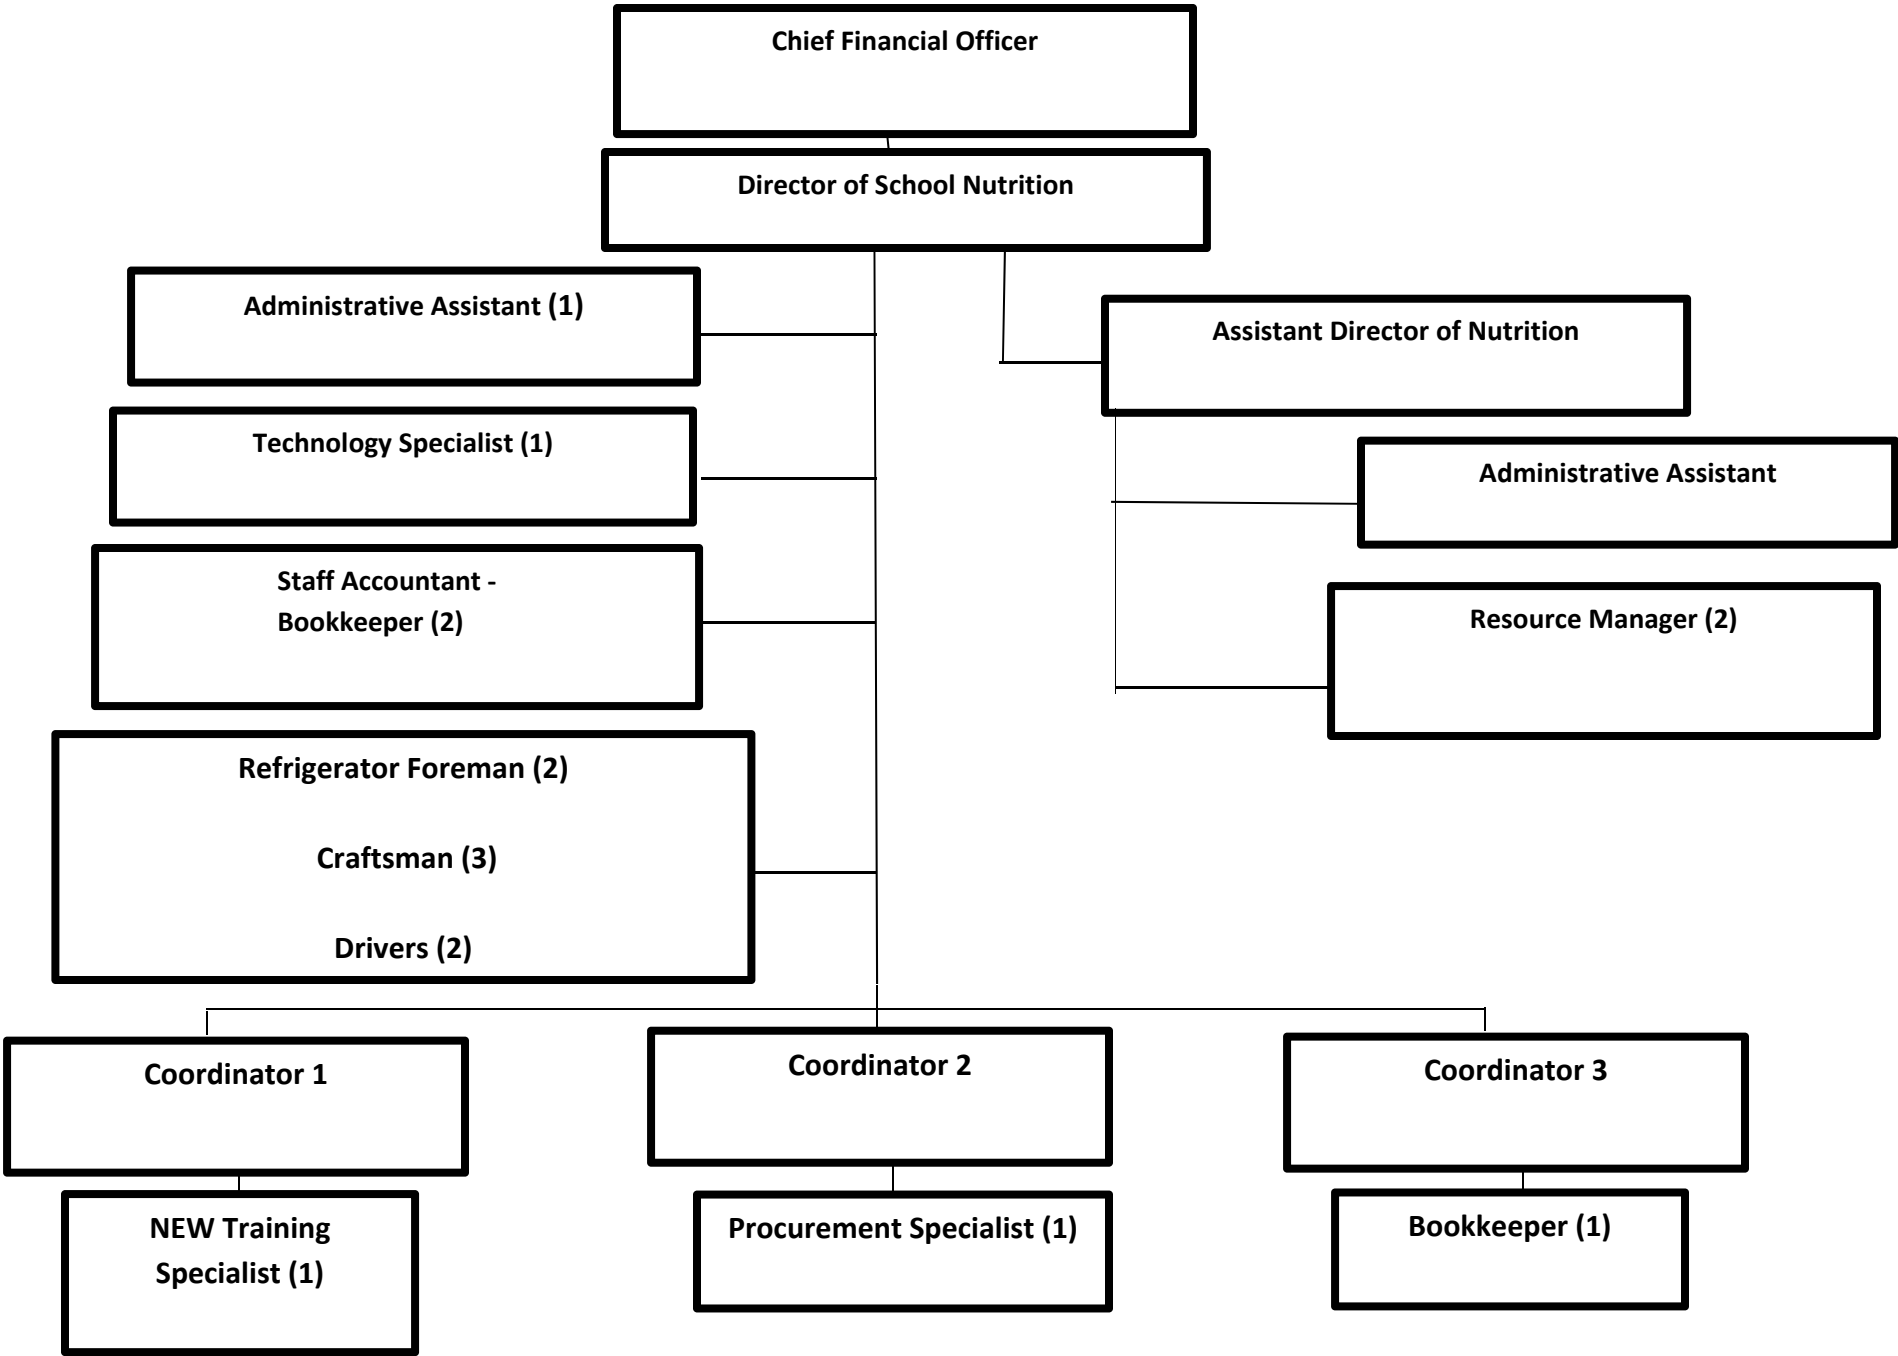 Chief Financial Officer
Director of School Nutrition
Administrative Assistant (1)
Assistant Director of Nutrition
Technology Specialist (1)
Administrative Assistant
Staff Accountant -
Bookkeeper (2)
Resource Manager (2)
Refrigerator Foreman (2)
Craftsman (3)
Drivers (2)
Coordinator 1
Coordinator 2
Coordinator 3
NEW Training
Specialist (1)
Procurement Specialist (1)
Bookkeeper (1)